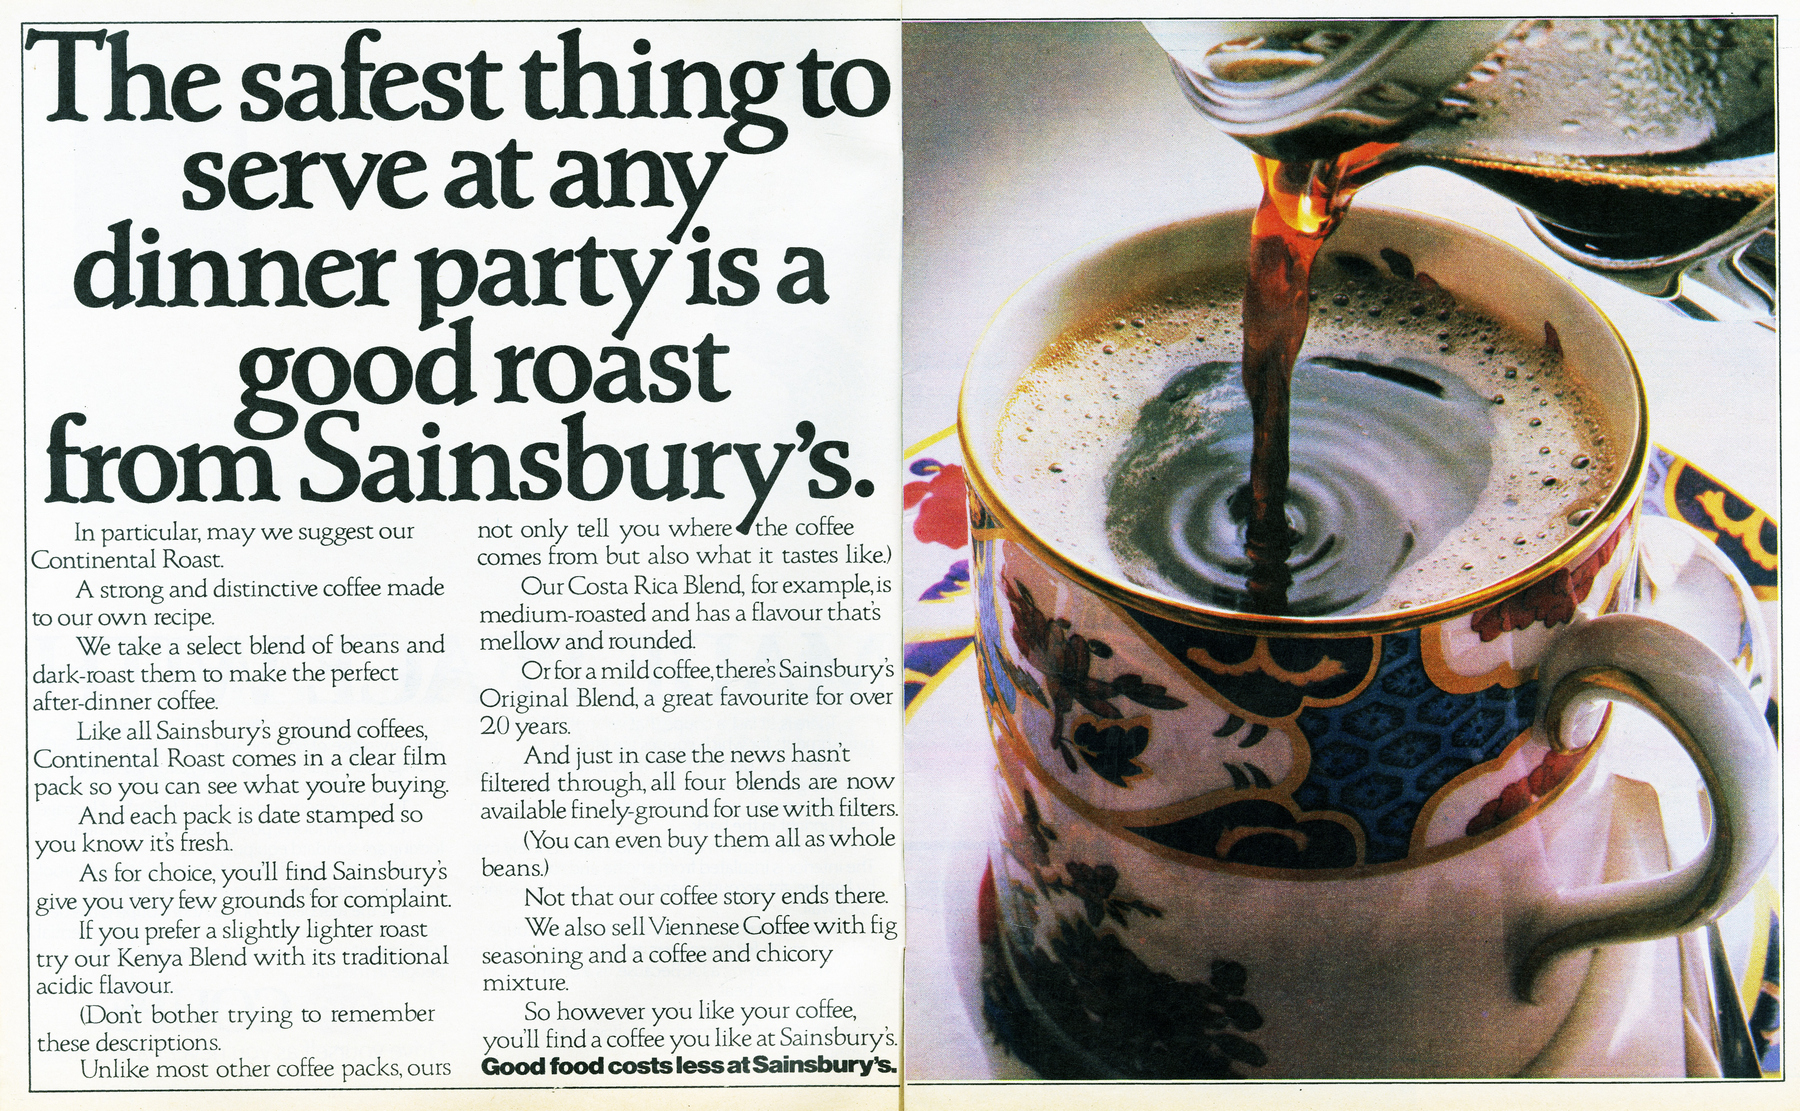 The safest thing to
serve at any
dinner party is a
good roast
from Sainsbury's.
In particular, may we suggest our
Continental Roast.
A strong and distinctive coffee made
to our own recipe.
We take a select blend of beans and
dark-roast them to make the perfect
after-dinner coffee.
Like all Sainsbury's ground coffees,
Continental Roast comes in a clear film
pack so you can see what you're buying.
And each pack is date stamped so
you know it's fresh.
As for choice, you'll find Sainsbury's
give you very few grounds for complaint.
If you prefer a slightly lighter roast
try our Kenya Blend with its traditional
acidic flavour.
(Don't bother trying to remember
these descriptions.
Unlike most other coffee packs, ours
not only tell you where the coffee
comes from but also what it tastes like.)
Our Costa Rica Blend, for example, is
medium-roasted and has a flavour that's
mellow and rounded.
Or for a mild coffee, there's Sainsbury's
Original Blend, a great favourite for over
20 years.
And just in case the news hasn't
filtered through, all four blends are now
available finely-ground for use with filters.
(You can even buy them all as whole
beans.)
Not that our coffee story ends there.
We also sell Viennese Coffee with fig
seasoning and a coffee and chicory
mixture.
So however you like your coffee,
you'll find a coffee you like at Sainsbury's.
Good food costs less at Sainsbury's.